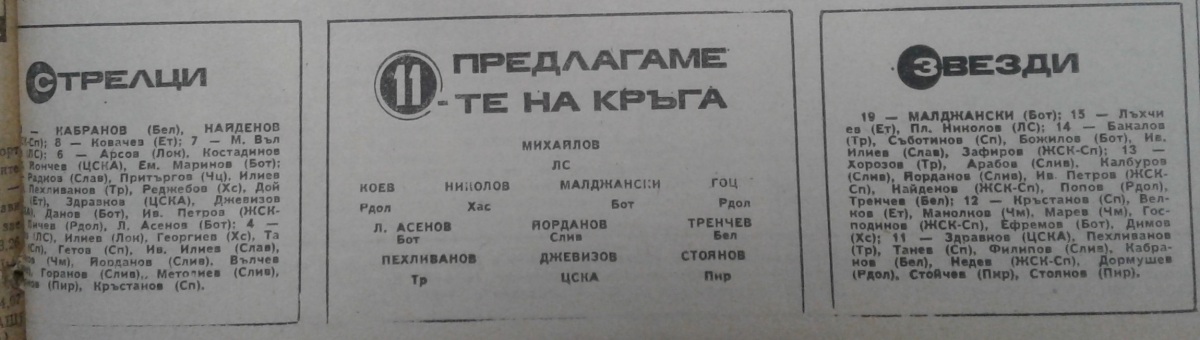 СТРЕЛЦИ
— КАБРАНОВ (Бел), НАЙДЕНОВ
Сп); 8 — Ковачев (Ет); 7 — М. Въл
ЛС); 6 — Арсов (Лок), Костадинов
Йончев (ЦСКА), Ем. Маринов (Бот);
Радков (Слав), Притъргов (Чц), Илиев
Пехливанов (Тр), Реджебов (Хс), Дой
(Ет), Здравнов (ЦСКА), Джевизов
Данов (Бот), Ив. Петров (ЖСК-
(Рдол), Л. Асенов (Бот); 4 —
(ЛС), Илиев (Лок), Георгиев (Хс), Та
Гетов (Сп), Ив. Илиев (Слав),
(Чм), Йорданов (Слив), Вълчев
Горанов (Слив), Методиев (Слив),
(Пир), Кръстанов (Сп).
11 ПРЕДЛАГАМЕ
-ТЕ НА КРЪГА
МИХАЙЛОВ
ЛС
КОЕВ НИКОЛОВ МАЛДЖАНСКИ ГОЦ
Рдол Хас Бот Рдол
Л. АСЕНОВ ЙОРДАНОВ ТРЕНЧЕВ
Бот Слив Бел
ПЕХЛИВАНОВ ДЖЕВИЗОВ СТОЯНОВ
Тр ЦСКА Пир
ЗВЕЗДИ
19 — МАЛДЖАНСКИ (Бот); 15 — Лъхчи
ев (Ет), Пл. Николов (ЛС); 14 — Бакалов
(Тр), Съботинов (Сп), Божилов (Бот), Ив.
Илиев (Слав), Зафиров (ЖСК-Сп); 13 —
Хорозов (Тр), Арабов (Слив), Калбуров
(Слив), Йорданов (Слив), Ив. Петров (ЖСК-
Сп), Найденов (ЖСК-Сп), Попов (Рдол),
Тренчев (Бел); 12 — Кръстанов (Сп), Вел-
ков (Ет), Манолков (Чм), Марев (Чм), Гос-
подинов (ЖСК-Сп), Ефремов (Бот), Димов
(Хс); 11 — Здравнов (ЦСКА), Пехливанов
(Тр), Танев (Сп), Филипов (Слив), Кабра-
нов (Бел), Недев (ЖСК-Сп), Дормушев
(Рдол), Стойчев (Пир), Стоянов (Пир).